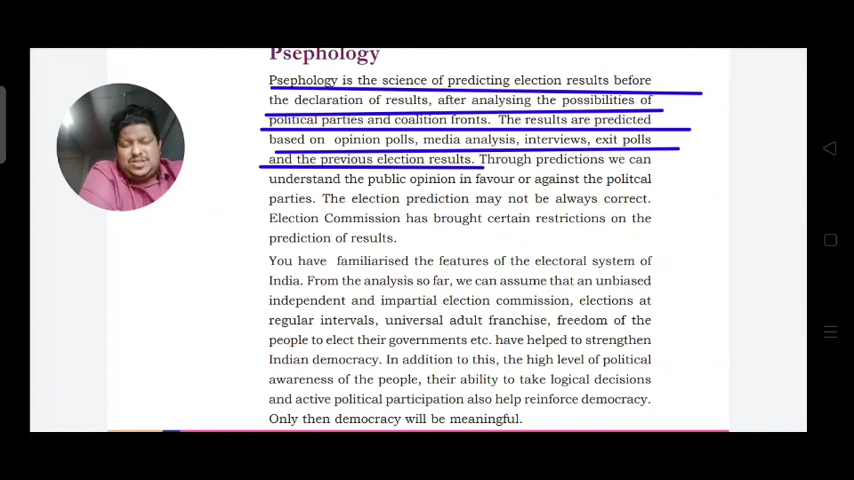 Psephology
Psephology is the science of predicting election results before
the declaration of results, after analysing the possibilities of
political parties and coalition fronts. The results are predicted
based on opinion polls, media analysis, interviews, exit polls
and the previous election results. Through predictions we can
understand the public opinion in favour or against the politcal
parties. The election prediction may not be always correct.
Election Commission has brought certain restrictions on the
prediction of results.
You have familiarised the features of the electoral system of
India. From the analysis so far, we can assume that an unbiased
independent and impartial election commission, elections at
regular intervals, universal adult franchise, freedom of the
people to elect their governments etc. have helped to strengthen
Indian democracy. In addition to this, the high level of political
awareness of the people, their ability to take logical decisions
and active political participation also help reinforce democracy.
Only then democracy will be meaningful.